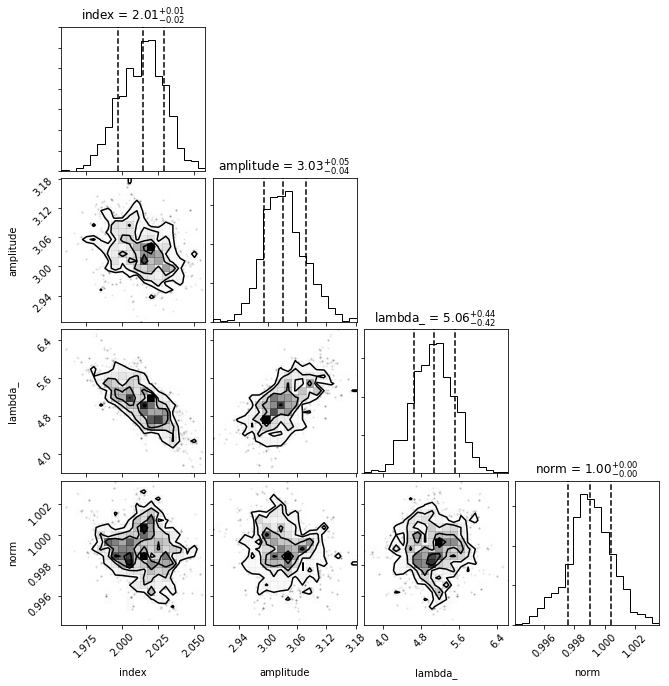 index = 2.01+0.01−0.02
amplitude = 3.03+0.05−0.04
3.18
3.12
3.06
3.00
2.94
amplitude
lambda_ = 5.06+0.44−0.42
6.4
5.6
4.8
4.0
lambda_
norm = 1.00+0.00−0.00
1.002
1.000
0.998
0.996
norm
1.975 2.000 2.025 2.050
2.94 3.00 3.06 3.12 3.18
4.0 4.8 5.6 6.4
0.996 0.998 1.000 1.002
index amplitude lambda_ norm